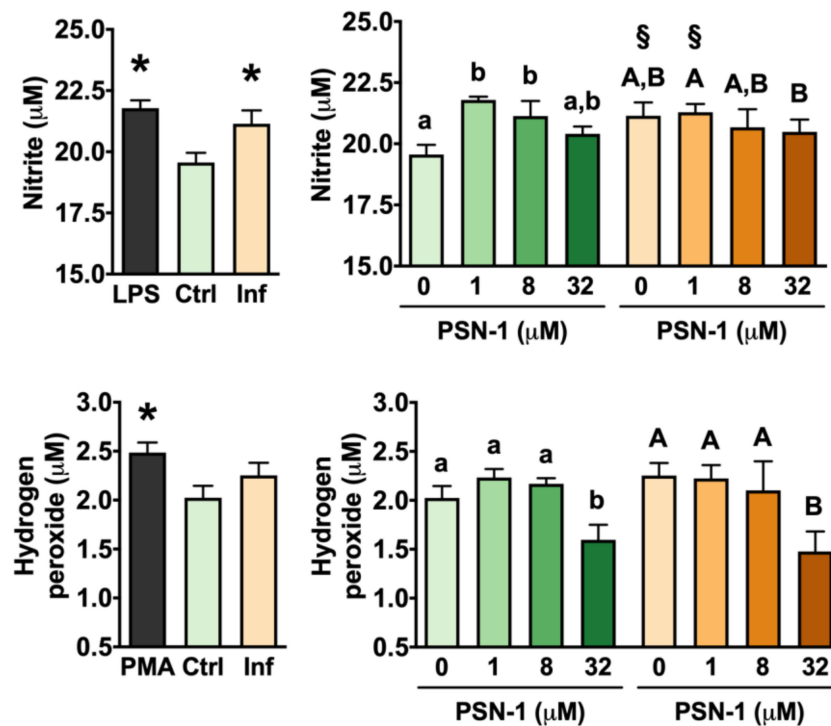 25.0
22.5
20.0
17.5
15.0
Nitrite (μM)
*
*
LPS Ctrl Inf
25.0
22.5
20.0
17.5
15.0
Nitrite (μM)
§ §
a b b a,b A,B A A,B B
0 1 8 32 0 1 8 32
PSN-1 (μM) PSN-1 (μM)
3.0
2.5
2.0
1.5
1.0
0.5
Hydrogen
peroxide (μM)
*
PMA Ctrl Inf
3.0
2.5
2.0
1.5
1.0
0.5
Hydrogen
peroxide (μM)
a a a b A A A B
0 1 8 32 0 1 8 32
PSN-1 (μM) PSN-1 (μM)